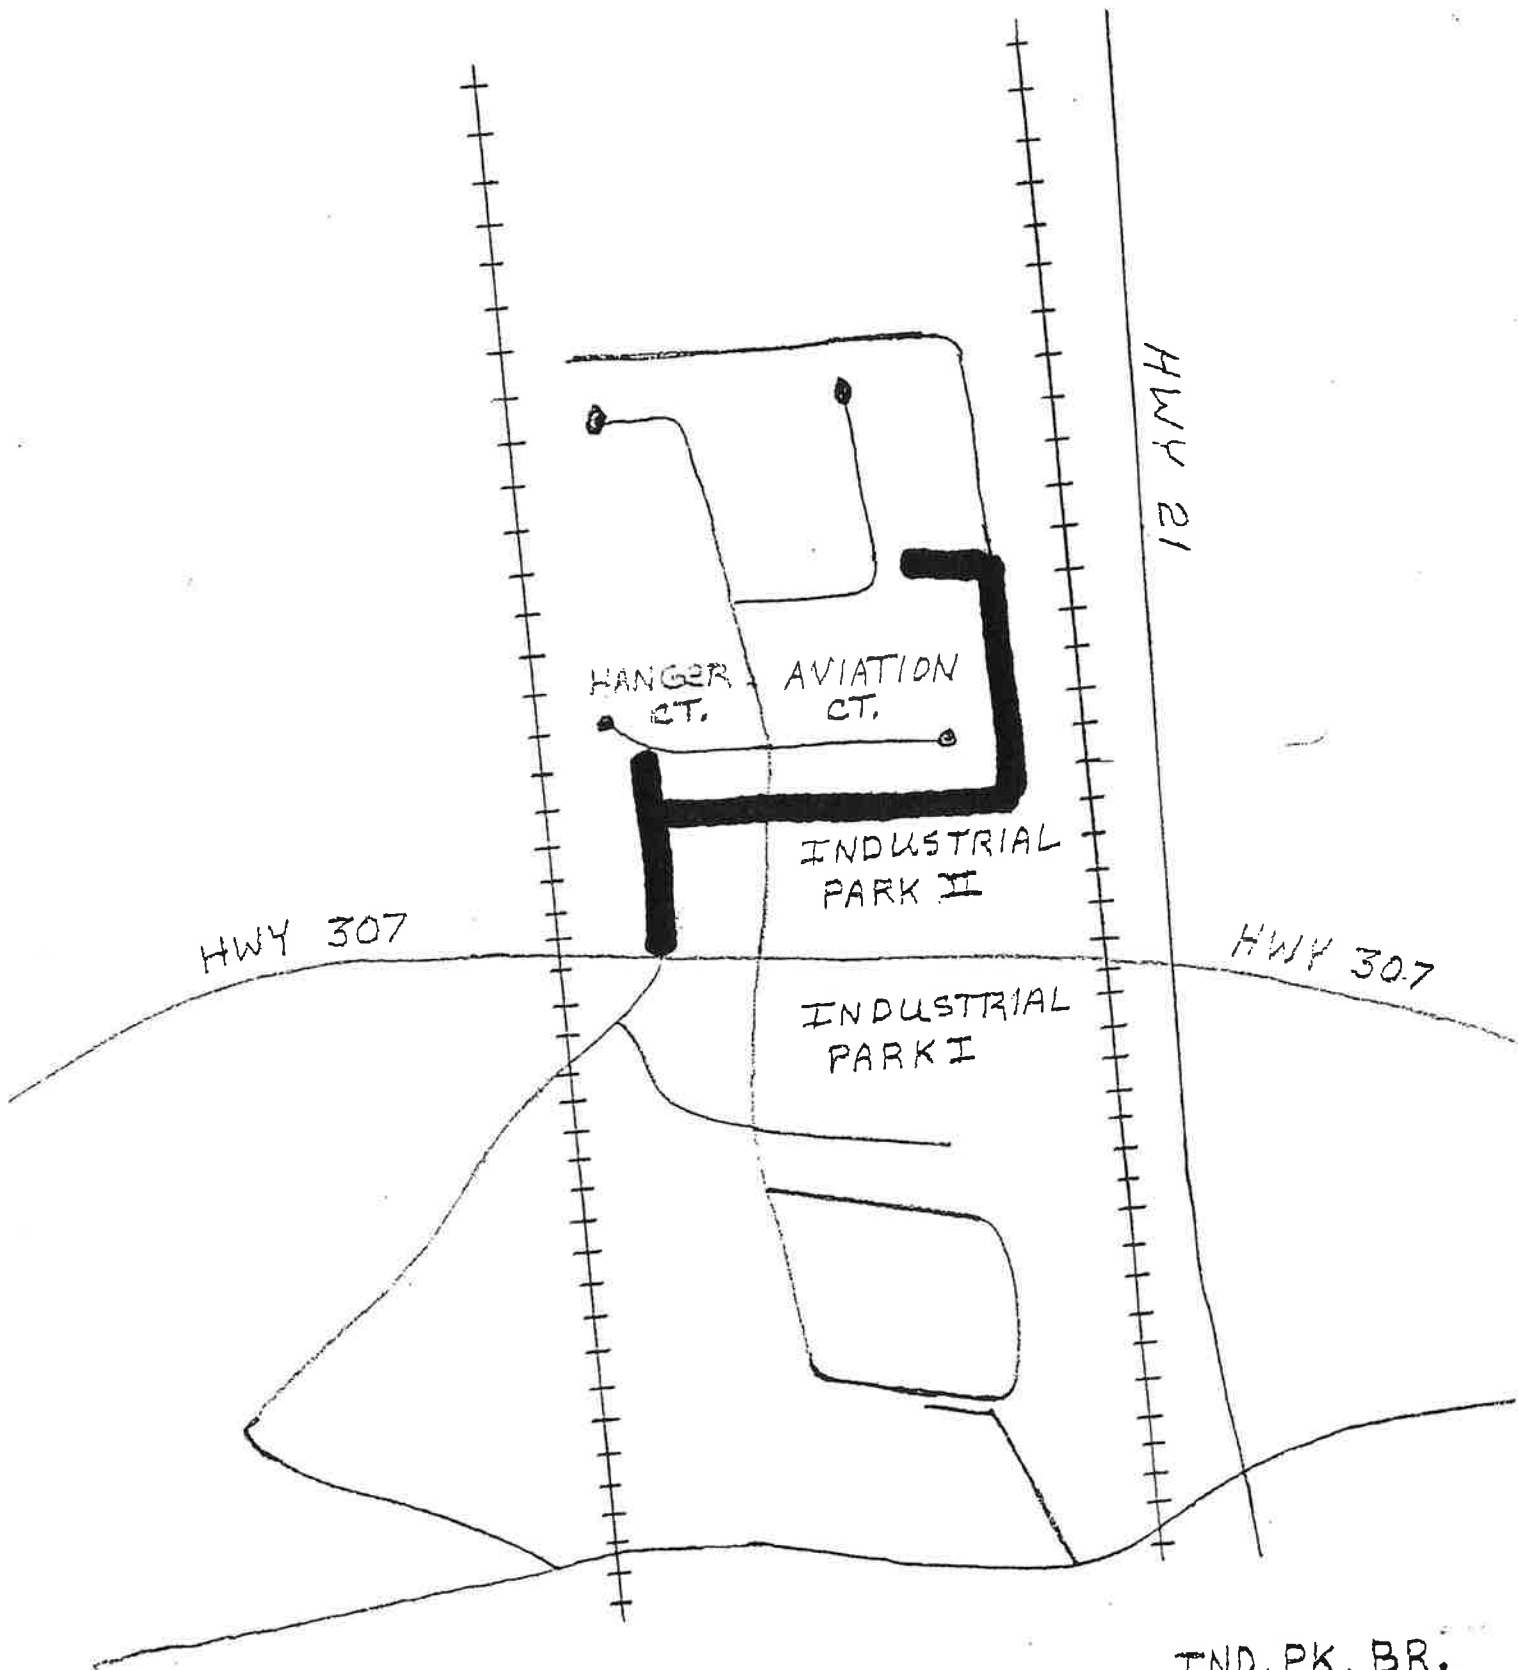 HWY 21
HANGER
CT.
AVIATION
CT.
INDUSTRIAL
PARK II
HWY 307
HWY 307
INDUSTRIAL
PARK I
IND. PK. BR.